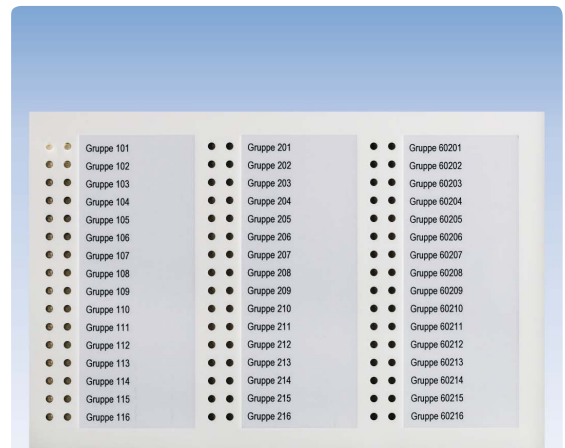 Gruppe 101
Gruppe 102
Gruppe 103
Gruppe 104
Gruppe 105
Gruppe 106
Gruppe 107
Gruppe 108
Gruppe 109
Gruppe 110
Gruppe 111
Gruppe 112
Gruppe 113
Gruppe 114
Gruppe 115
Gruppe 116
Gruppe 201
Gruppe 202
Gruppe 203
Gruppe 204
Gruppe 205
Gruppe 206
Gruppe 207
Gruppe 208
Gruppe 209
Gruppe 210
Gruppe 211
Gruppe 212
Gruppe 213
Gruppe 214
Gruppe 215
Gruppe 216
Gruppe 60201
Gruppe 60202
Gruppe 60203
Gruppe 60204
Gruppe 60205
Gruppe 60206
Gruppe 60207
Gruppe 60208
Gruppe 60209
Gruppe 60210
Gruppe 60211
Gruppe 60212
Gruppe 60213
Gruppe 60214
Gruppe 60215
Gruppe 60216